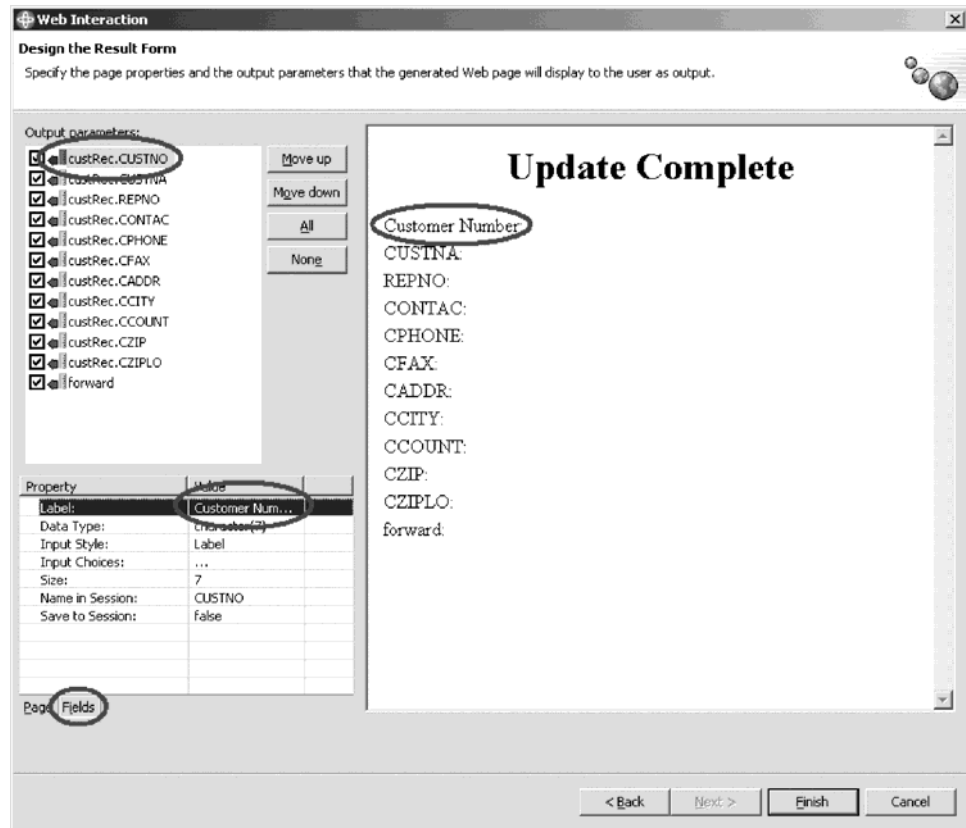 Web Interaction
Design the Result Form
Specify the page properties and the output parameters that the generated Web page will display to the user as output.
Output parameters:
custRec.CUSTNO
custRec.CUSTNA
custRec.REPNO
custRec.CONTAC
custRec.CPHONE
custRec.CFAX
custRec.CADDR
custRec.CCITY
custRec.CCOUNT
custRec.CZIP
custRec.CZIPLO
forward
Move up
Move down
All
None
Property Value
Label: Customer Num...
Data Type: character(7)
Input Style: Label
Input Choices: ...
Size: 7
Name in Session: CUSTNO
Save to Session: false
Page Fields
Update Complete
Customer Number:
CUSTNA:
REPNO:
CONTAC:
CPHONE:
CFAX:
CADDR:
CCITY:
CCOUNT:
CZIP:
CZIPLO:
forward:
< Back Next > Finish Cancel